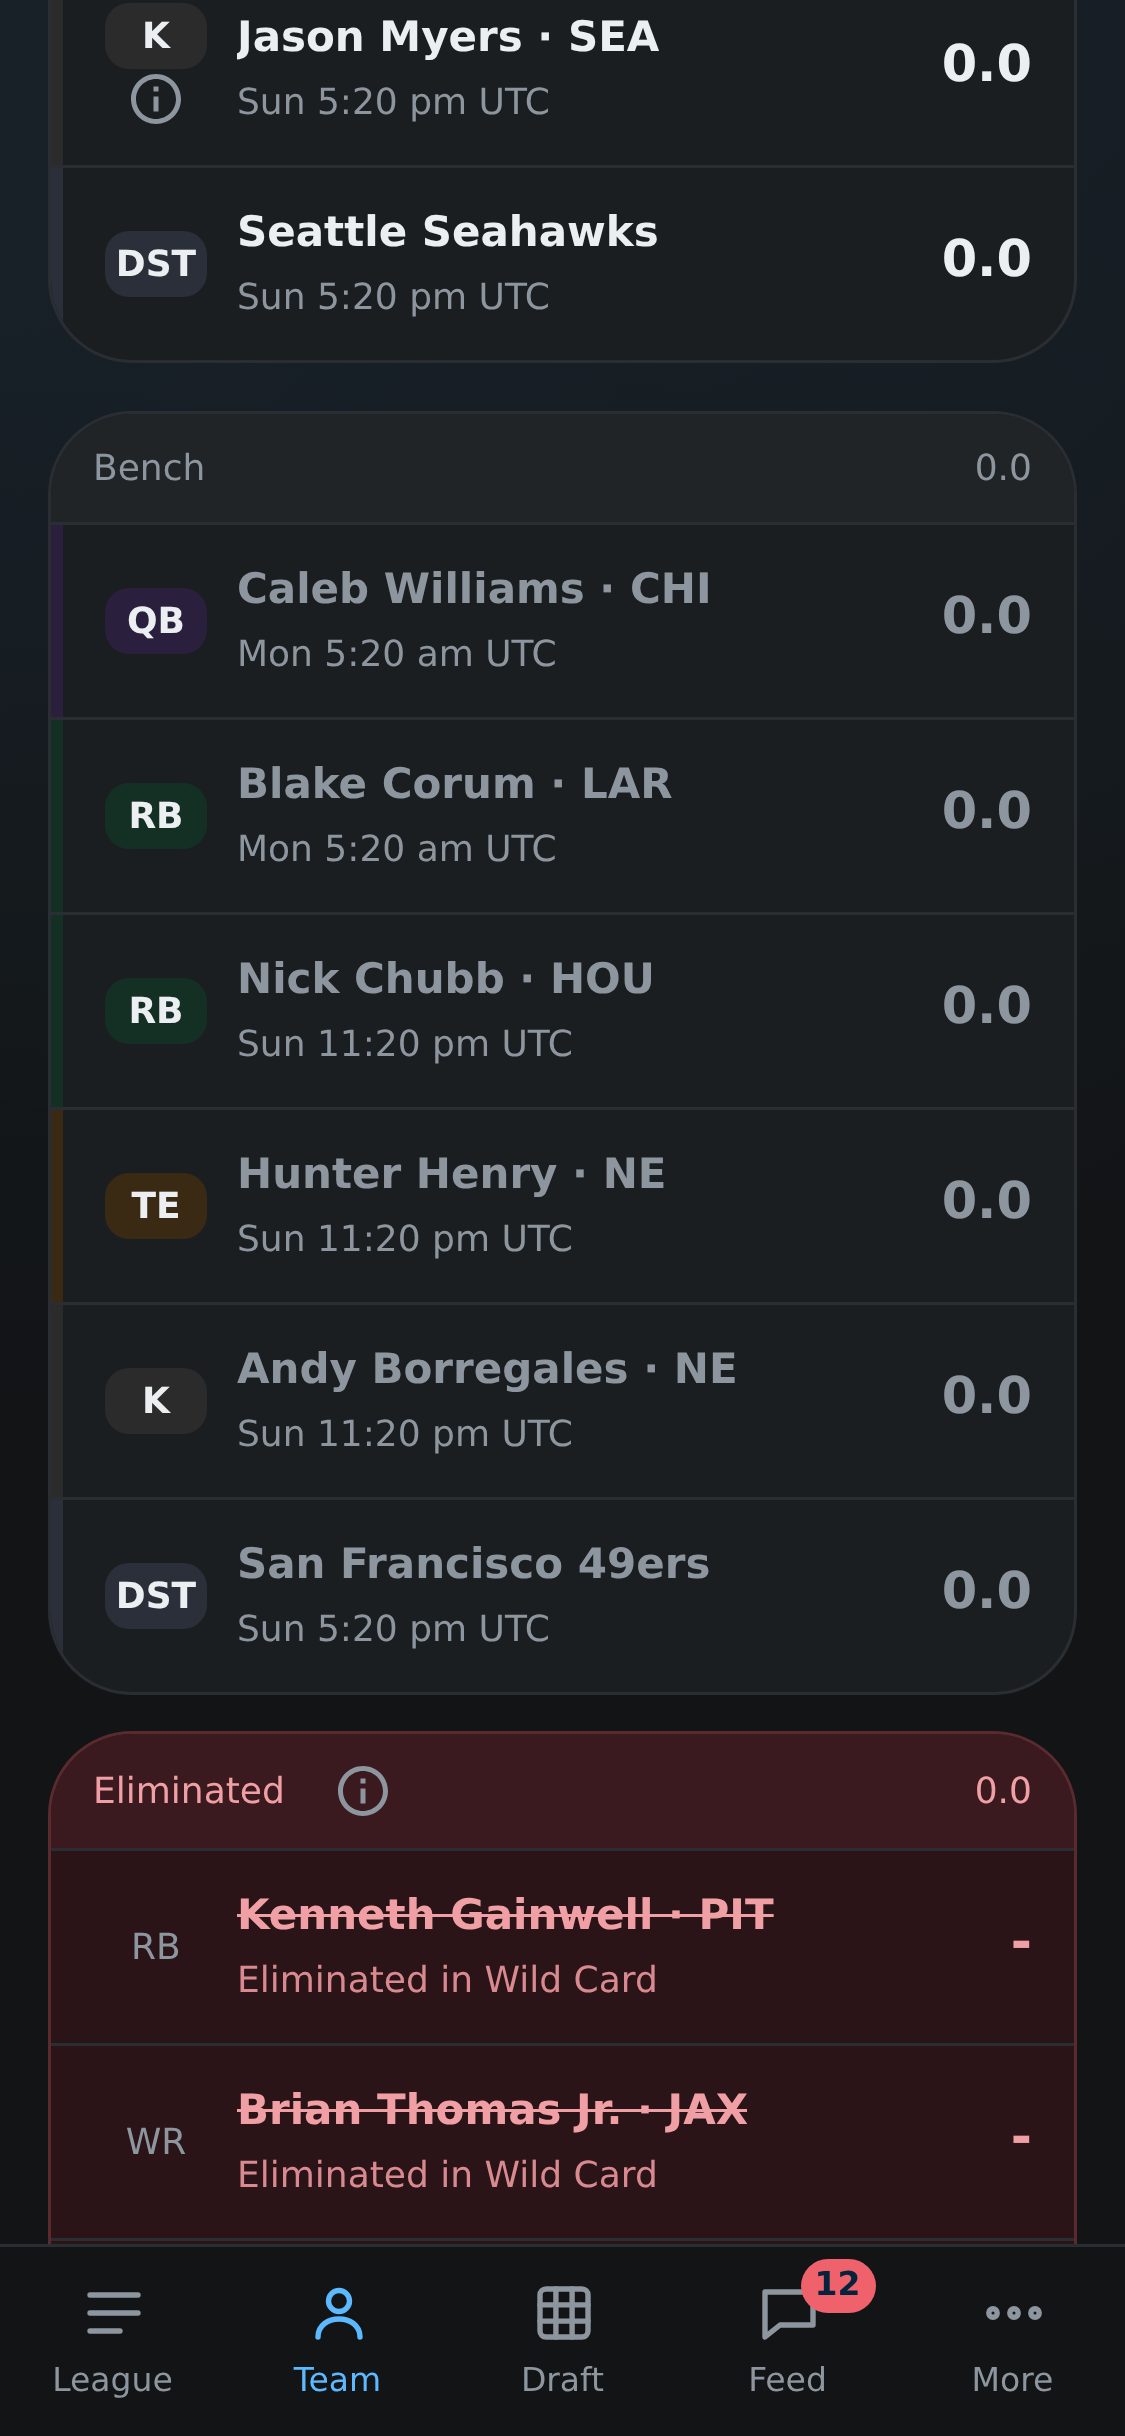 K
Jason Myers · SEA
0.0
Sun 5:20 pm UTC
Seattle Seahawks
DST
0.0
Sun 5:20 pm UTC
Bench
0.0
Caleb Williams · CHI
QB
0.0
Mon 5:20 am UTC
Blake Corum · LAR
RB
0.0
Mon 5:20 am UTC
Nick Chubb · HOU
RB
0.0
Sun 11:20 pm UTC
Hunter Henry · NE
TE
0.0
Sun 11:20 pm UTC
Andy Borregales · NE
K
0.0
Sun 11:20 pm UTC
San Francisco 49ers
DST
0.0
Sun 5:20 pm UTC
Eliminated
0.0
Kenneth Gainwell · PIT
RB
-
Eliminated in Wild Card
Brian Thomas Jr. · JAX
WR
-
Eliminated in Wild Card
12
League
Team
Draft
Feed
More